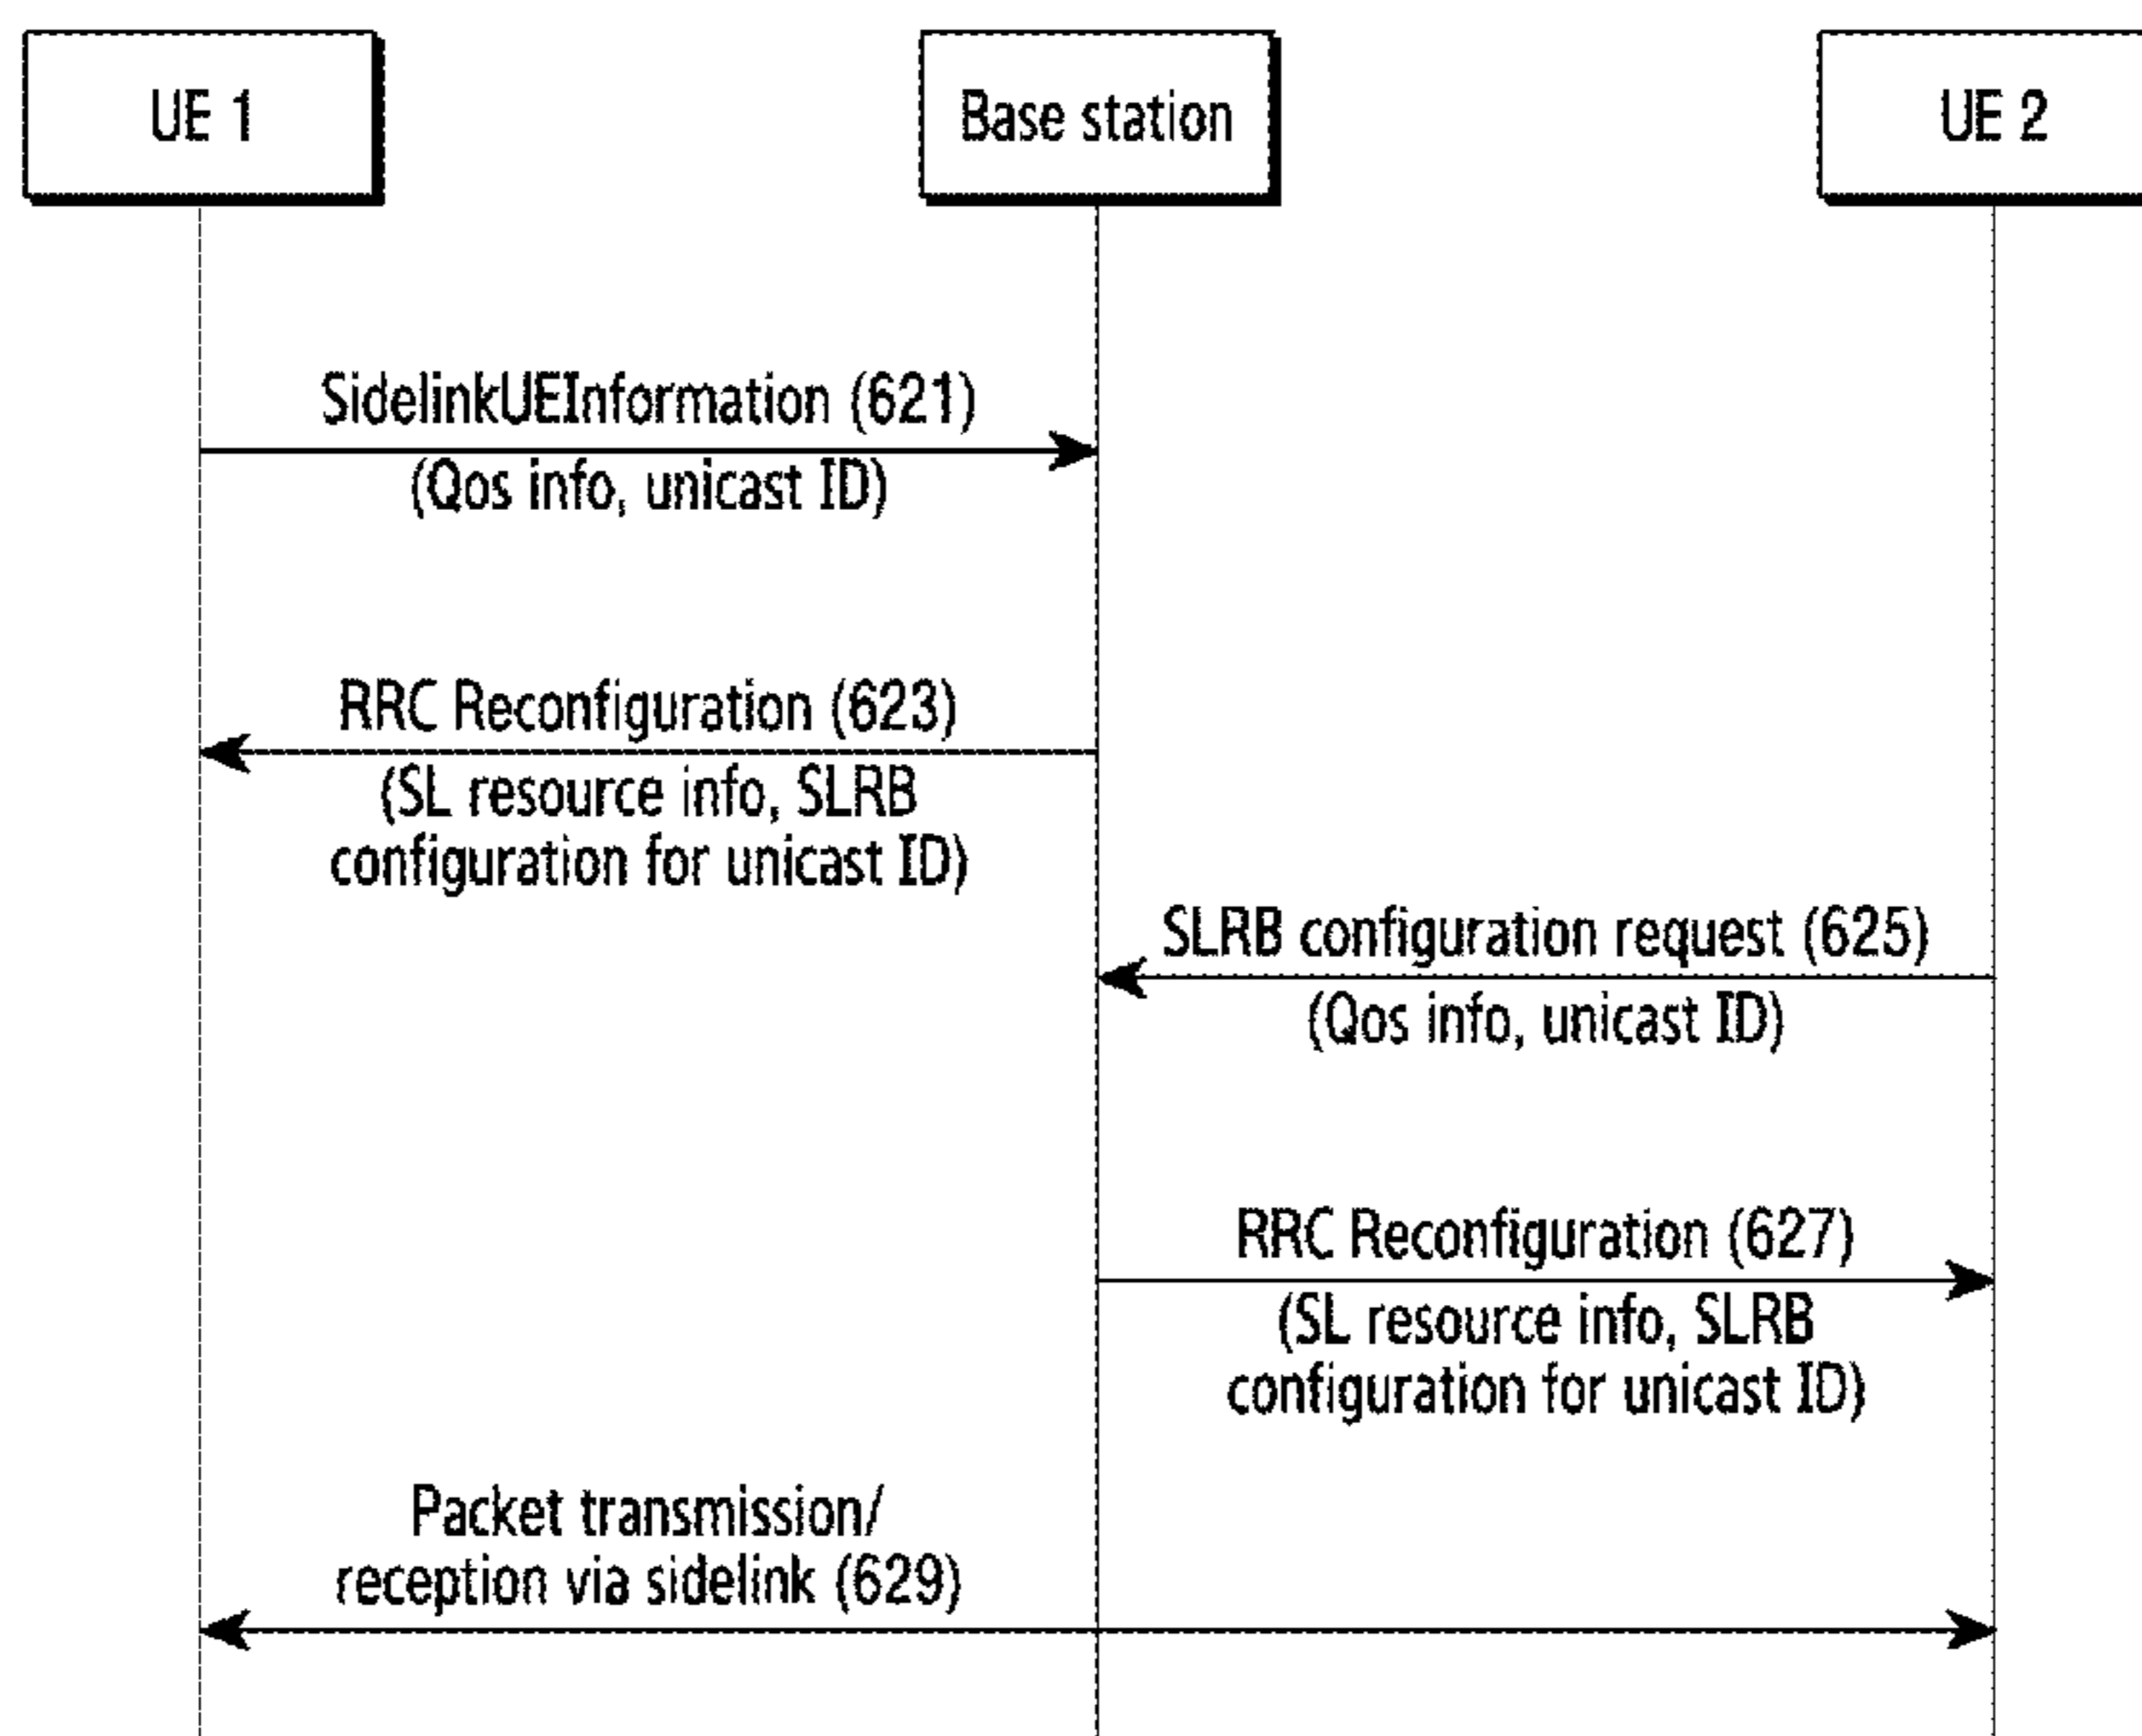 UE 1
Base station
UE 2
SidelinkUEInformation (621)
(Qos info, unicast ID)
RRC Reconfiguration (623)
(SL resource info, SLRB
configuration for unicast ID)
SLRB configuration request (625)
(Qos info, unicast ID)
RRC Reconfiguration (627)
(SL resource info, SLRB
configuration for unicast ID)
Packet transmission/
reception via sidelink (629)